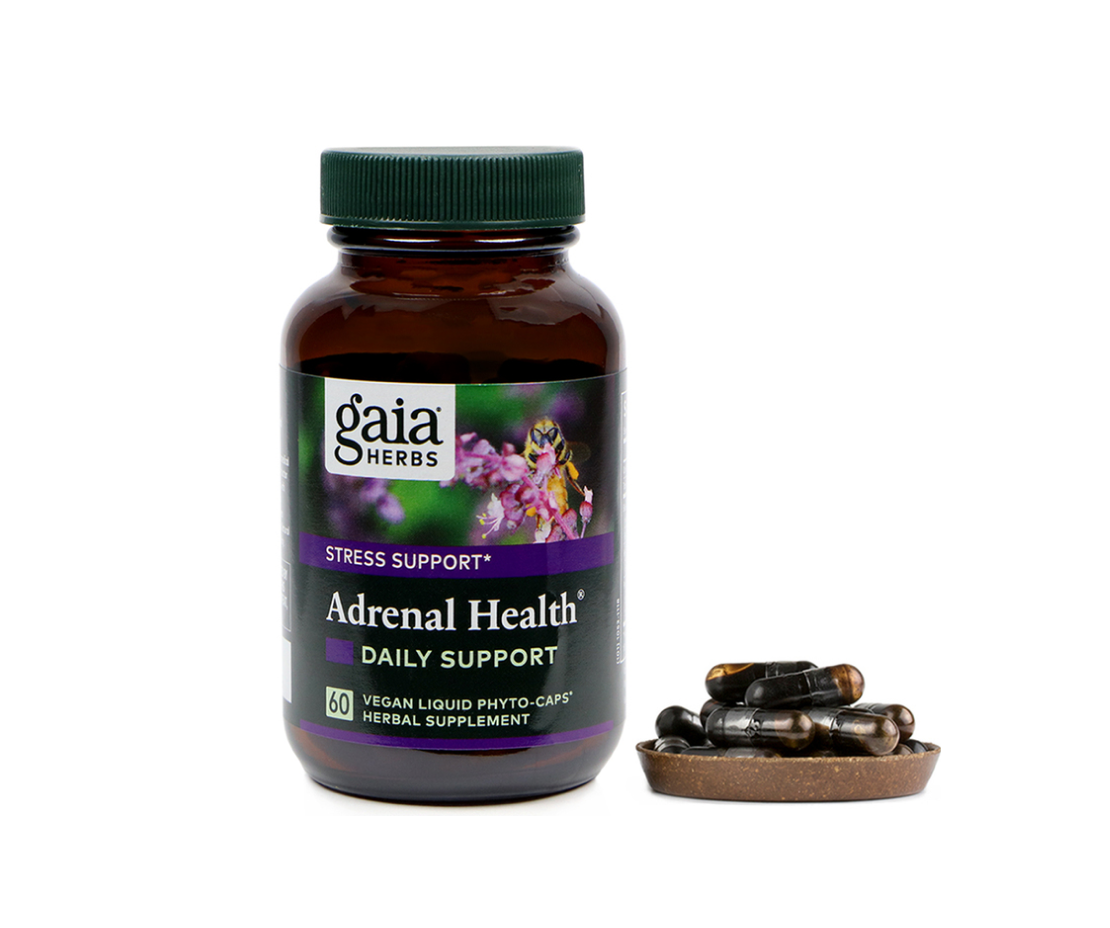 gaia®
HERBS
STRESS SUPPORT*
Adrenal Health®
DAILY SUPPORT
60 VEGAN LIQUID PHYTO-CAPS®
HERBAL SUPPLEMENT